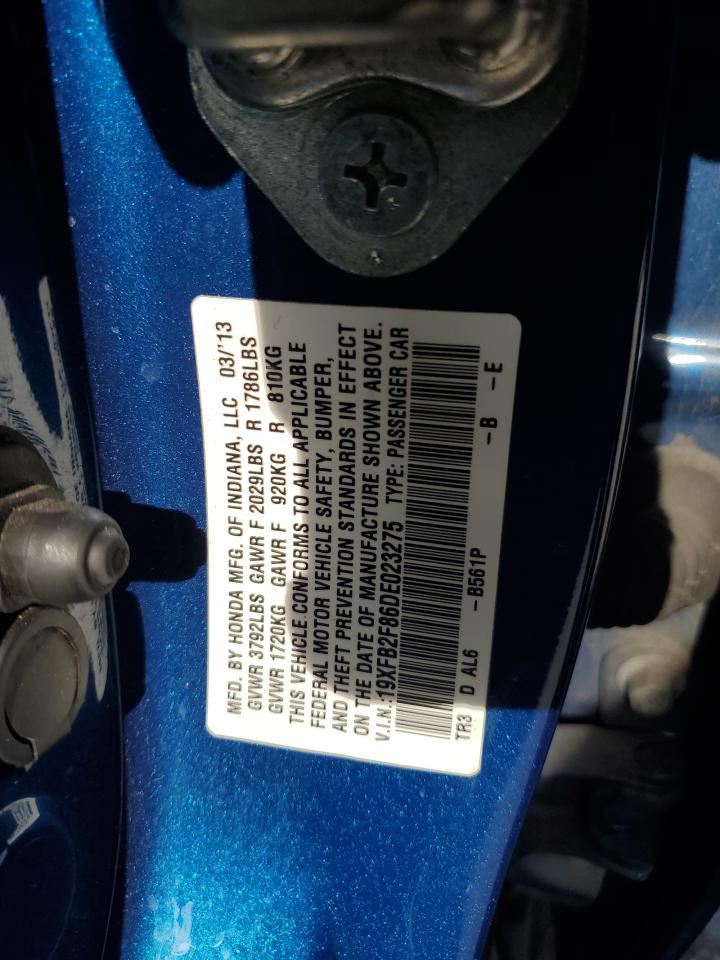 MFD. BY HONDA MFG. OF INDIANA, LLC 03/'13
GVWR 3792LBS GAWR F 2029LBS R 1786LBS
GVWR 1720KG GAWR F 920KG R 810KG
THIS VEHICLE CONFORMS TO ALL APPLICABLE
FEDERAL MOTOR VEHICLE SAFETY, BUMPER,
AND THEFT PREVENTION STANDARDS IN EFFECT
ON THE DATE OF MANUFACTURE SHOWN ABOVE.
V.I.N.:19XFB2F86DE023275 TYPE: PASSENGER CAR
TR3 D AL6 -B561P -B -E